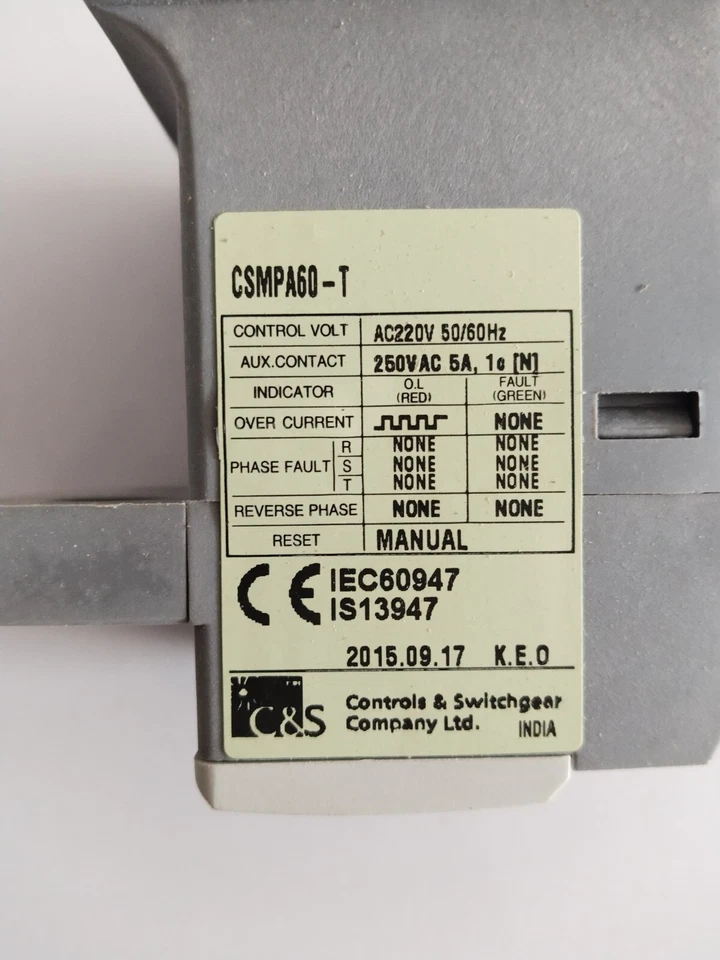 CSMPA60-T
CONTROL VOLT AC220V 50/60Hz
AUX.CONTACT 250VAC 5A, 1c [N]
INDICATOR O.L (RED) FAULT (GREEN)
OVER CURRENT NONE
PHASE FAULT R NONE NONE
S NONE NONE
T NONE NONE
REVERSE PHASE NONE NONE
RESET MANUAL
CE IEC60947
IS13947
2015.09.17 K.E.O
C&S Controls & Switchgear
Company Ltd. INDIA